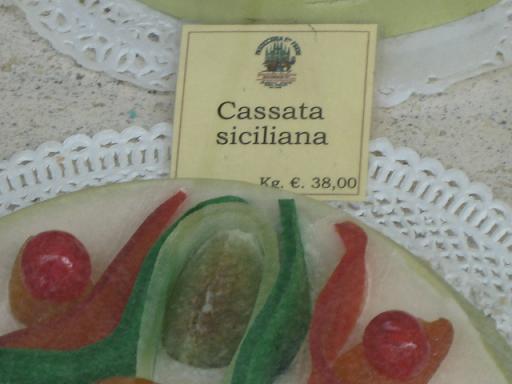 Cassata
siciliana
Kg. €. 38,00